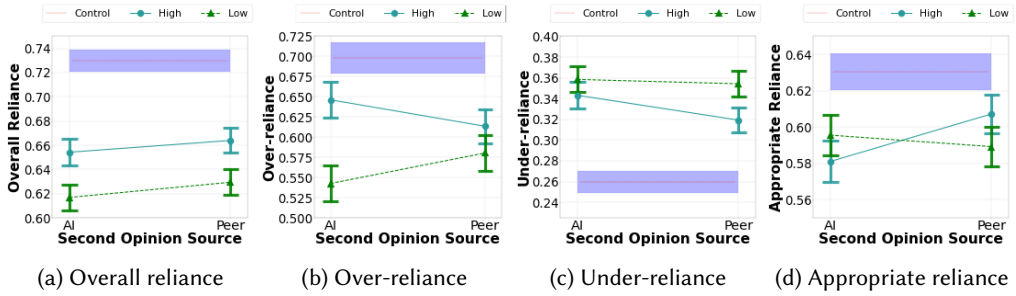 Control High Low
0.74
0.72
0.70
0.68
0.66
0.64
0.62
0.60
Overall Reliance
AI Peer
Second Opinion Source
(a) Overall reliance
Control High Low
0.725
0.700
0.675
0.650
0.625
0.600
0.575
0.550
0.525
0.500
Over-reliance
AI Peer
Second Opinion Source
(b) Over-reliance
Control High Low
0.40
0.38
0.36
0.34
0.32
0.30
0.28
0.26
0.24
Under-reliance
AI Peer
Second Opinion Source
(c) Under-reliance
Control High Low
0.64
0.62
0.60
0.58
0.56
Appropriate Reliance
AI Peer
Second Opinion Source
(d) Appropriate reliance